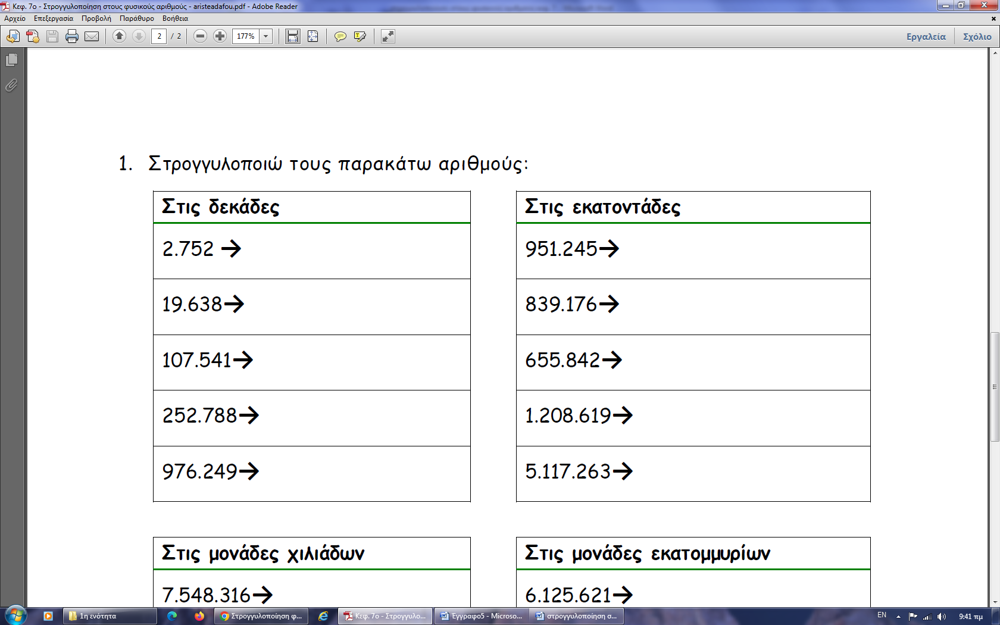 Κεφ. 7ο - Στρογγυλοποίηση στους φυσικούς αριθμούς - aristeadafou.pdf - Adobe Reader
Αρχείο Επεξεργασία Προβολή Παράθυρο Βοήθεια
2 / 2 177% Εργαλεία Σχόλιο
1. Στρογγυλοποιώ τους παρακάτω αριθμούς:
Στις δεκάδες
2.752 →
19.638→
107.541→
252.788→
976.249→
Στις εκατοντάδες
951.245→
839.176→
655.842→
1.208.619→
5.117.263→
Στις μονάδες χιλιάδων
7.548.316→
Στις μονάδες εκατομμυρίων
6.125.621→
1η ενότητα
Στρογγυλοποίηση φ...
Κεφ. 7ο - Στρογγυλο...
Έγγραφο5 - Microso...
στρογγυλοποίηση σ...
EN 9:41 πμ